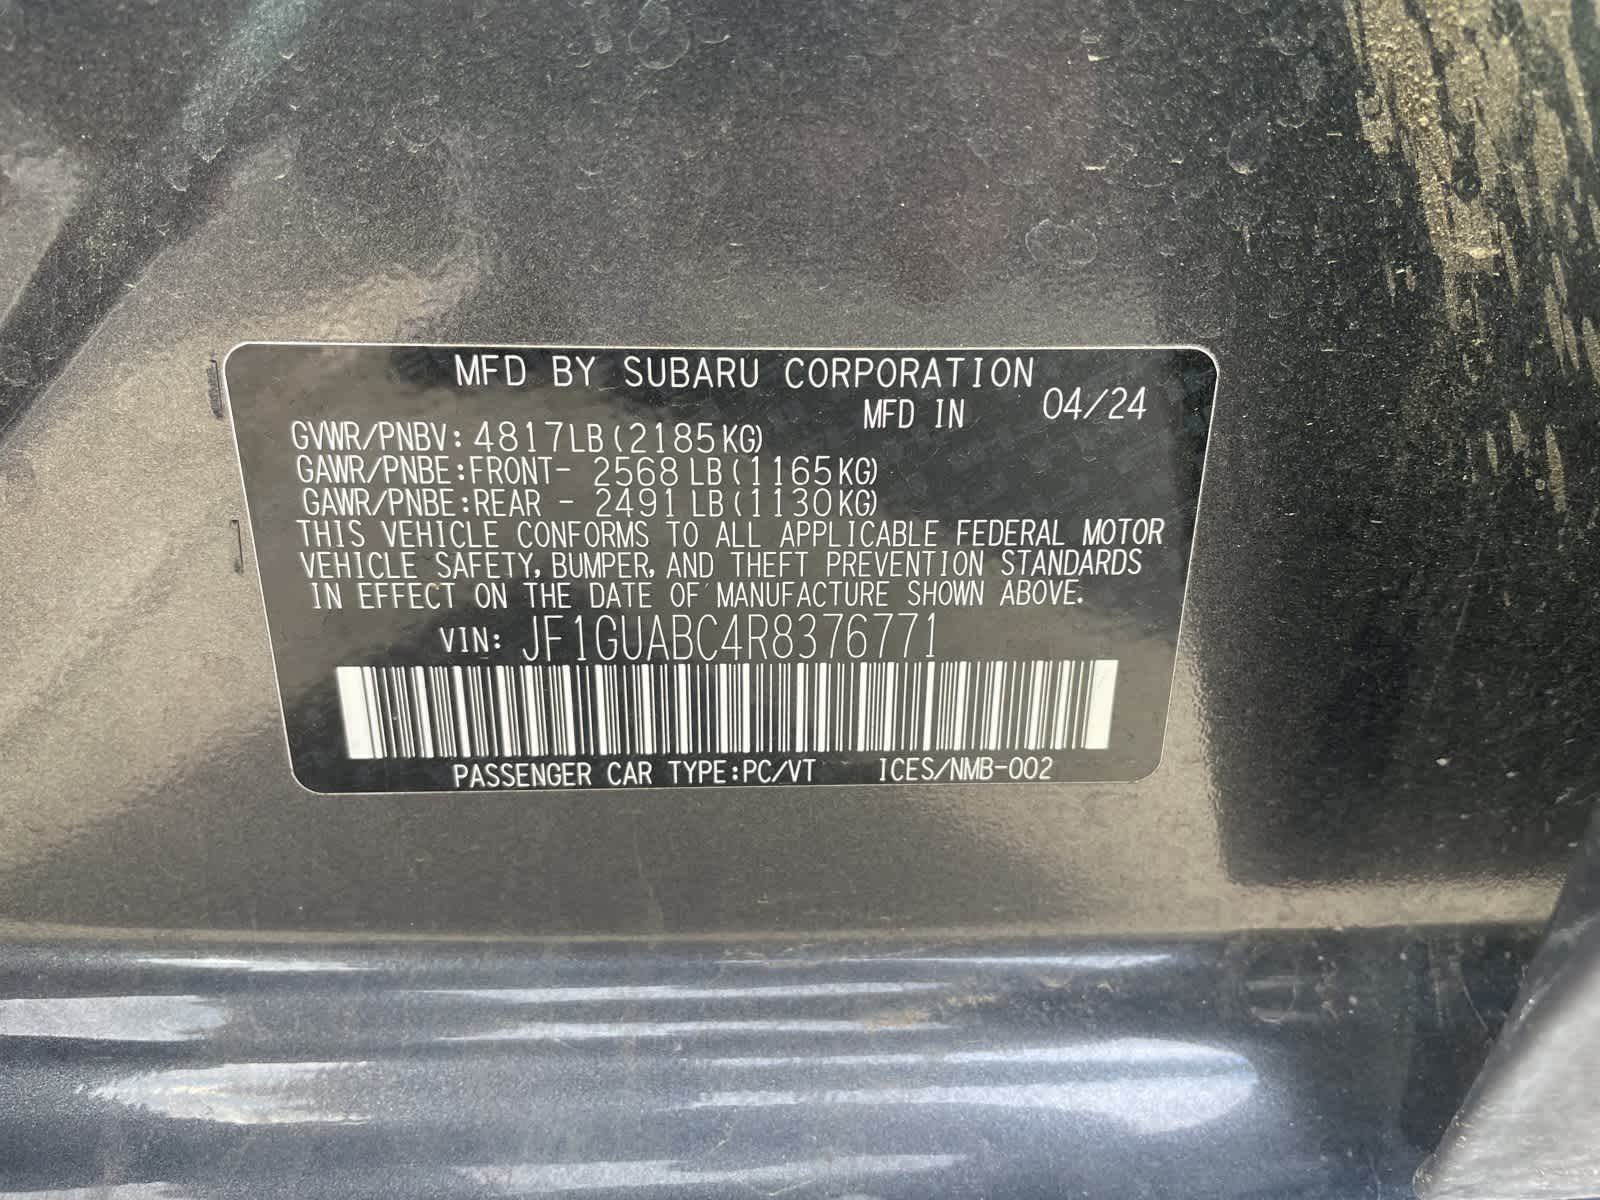 MFD BY SUBARU CORPORATION
MFD IN 04/24
GVWR/PNBV: 4817LB(2185KG)
GAWR/PNBE:FRONT- 2568LB(1165KG)
GAWR/PNBE:REAR - 2491LB(1130KG)
THIS VEHICLE CONFORMS TO ALL APPLICABLE FEDERAL MOTOR
VEHICLE SAFETY, BUMPER, AND THEFT PREVENTION STANDARDS
IN EFFECT ON THE DATE OF MANUFACTURE SHOWN ABOVE.
VIN: JF1GUABC4R8376771
PASSENGER CAR TYPE:PC/VT ICES/NMB-002